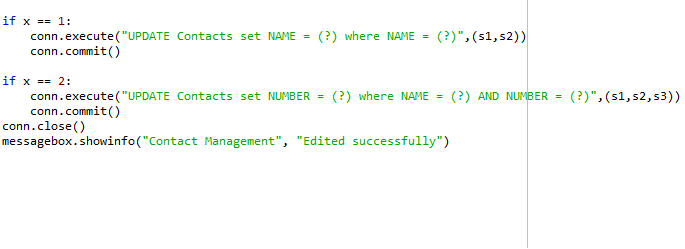 if x == 1:
    conn.execute("UPDATE Contacts set NAME = (?) where NAME = (?)",(s1,s2))
    conn.commit()
if x == 2:
    conn.execute("UPDATE Contacts set NUMBER = (?) where NAME = (?) AND NUMBER = (?)",(s1,s2,s3))
    conn.commit()
conn.close()
messagebox.showinfo("Contact Management", "Edited successfully")